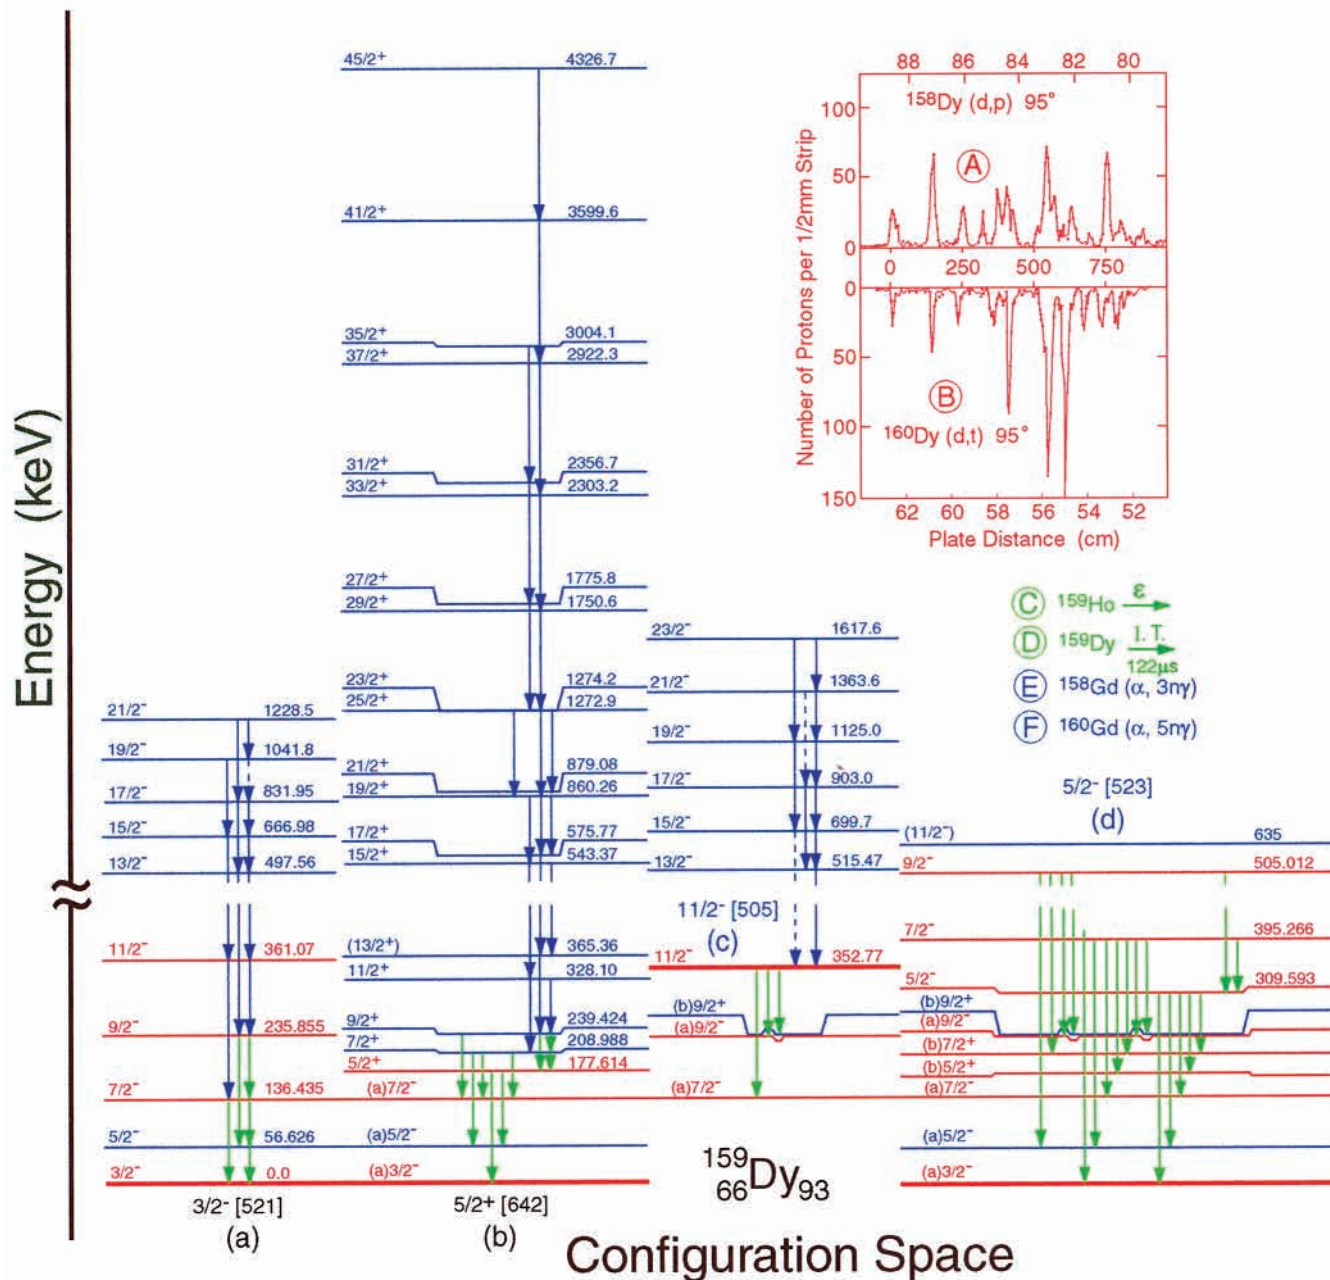 Energy (keV)
Configuration Space
45/2+ 4326.7
41/2+ 3599.6
35/2+ 3004.1
37/2+ 2922.3
31/2+ 2356.7
33/2+ 2303.2
27/2+ 1775.8
29/2+ 1750.6
23/2+ 1274.2
25/2+ 1272.9
21/2+ 879.08
19/2+ 860.26
17/2+ 575.77
15/2+ 543.37
(13/2+) 365.36
11/2+ 328.10
9/2+ 239.424
7/2+ 208.988
5/2+ 177.614
(a)7/2-
(a)5/2-
(a)3/2-
5/2+ [642]
(b)
21/2- 1228.5
19/2- 1041.8
17/2- 831.95
15/2- 666.98
13/2- 497.56
11/2- 361.07
9/2- 235.855
7/2- 136.435
5/2- 56.626
3/2- 0.0
3/2- [521]
(a)
23/2- 1617.6
21/2- 1363.6
19/2- 1125.0
17/2- 903.0
15/2- 699.7
13/2- 515.47
11/2- [505]
(c)
11/2- 352.77
(b)9/2+
(a)9/2-
(a)7/2-
159
66Dy93
88 86 84 82 80
158Dy (d,p) 95°
A
100
50
0
0 250 500 750
0
50
100
150
B
160Dy (d,t) 95°
62 60 58 56 54 52
Plate Distance (cm)
Number of Protons per 1/2mm Strip
C 159Ho ε
D 159Dy I. T.
122μs
E 158Gd (α, 3nγ)
F 160Gd (α, 5nγ)
5/2- [523]
(d)
(11/2-) 635
9/2- 505.012
7/2- 395.266
5/2- 309.593
(b)9/2+
(a)9/2-
(b)7/2+
(b)5/2+
(a)7/2-
(a)5/2-
(a)3/2-